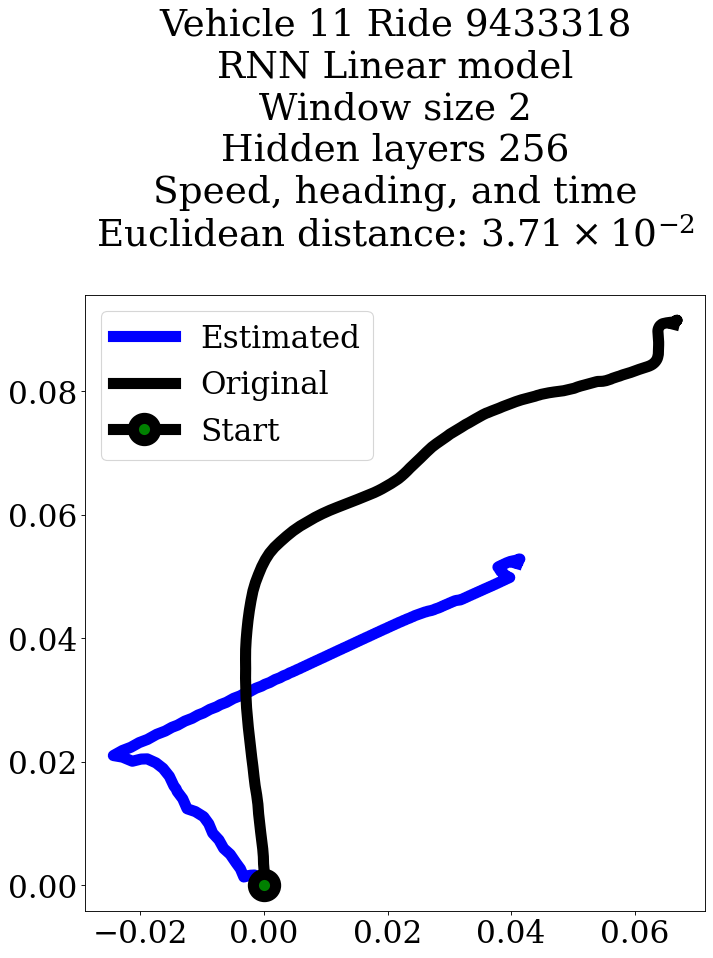 Vehicle 11 Ride 9433318
RNN Linear model
Window size 2
Hidden layers 256
Speed, heading, and time
Euclidean distance: 3.71 × 10⁻²
Estimated
Original
Start
0.08
0.06
0.04
0.02
0.00
−0.02 0.00 0.02 0.04 0.06